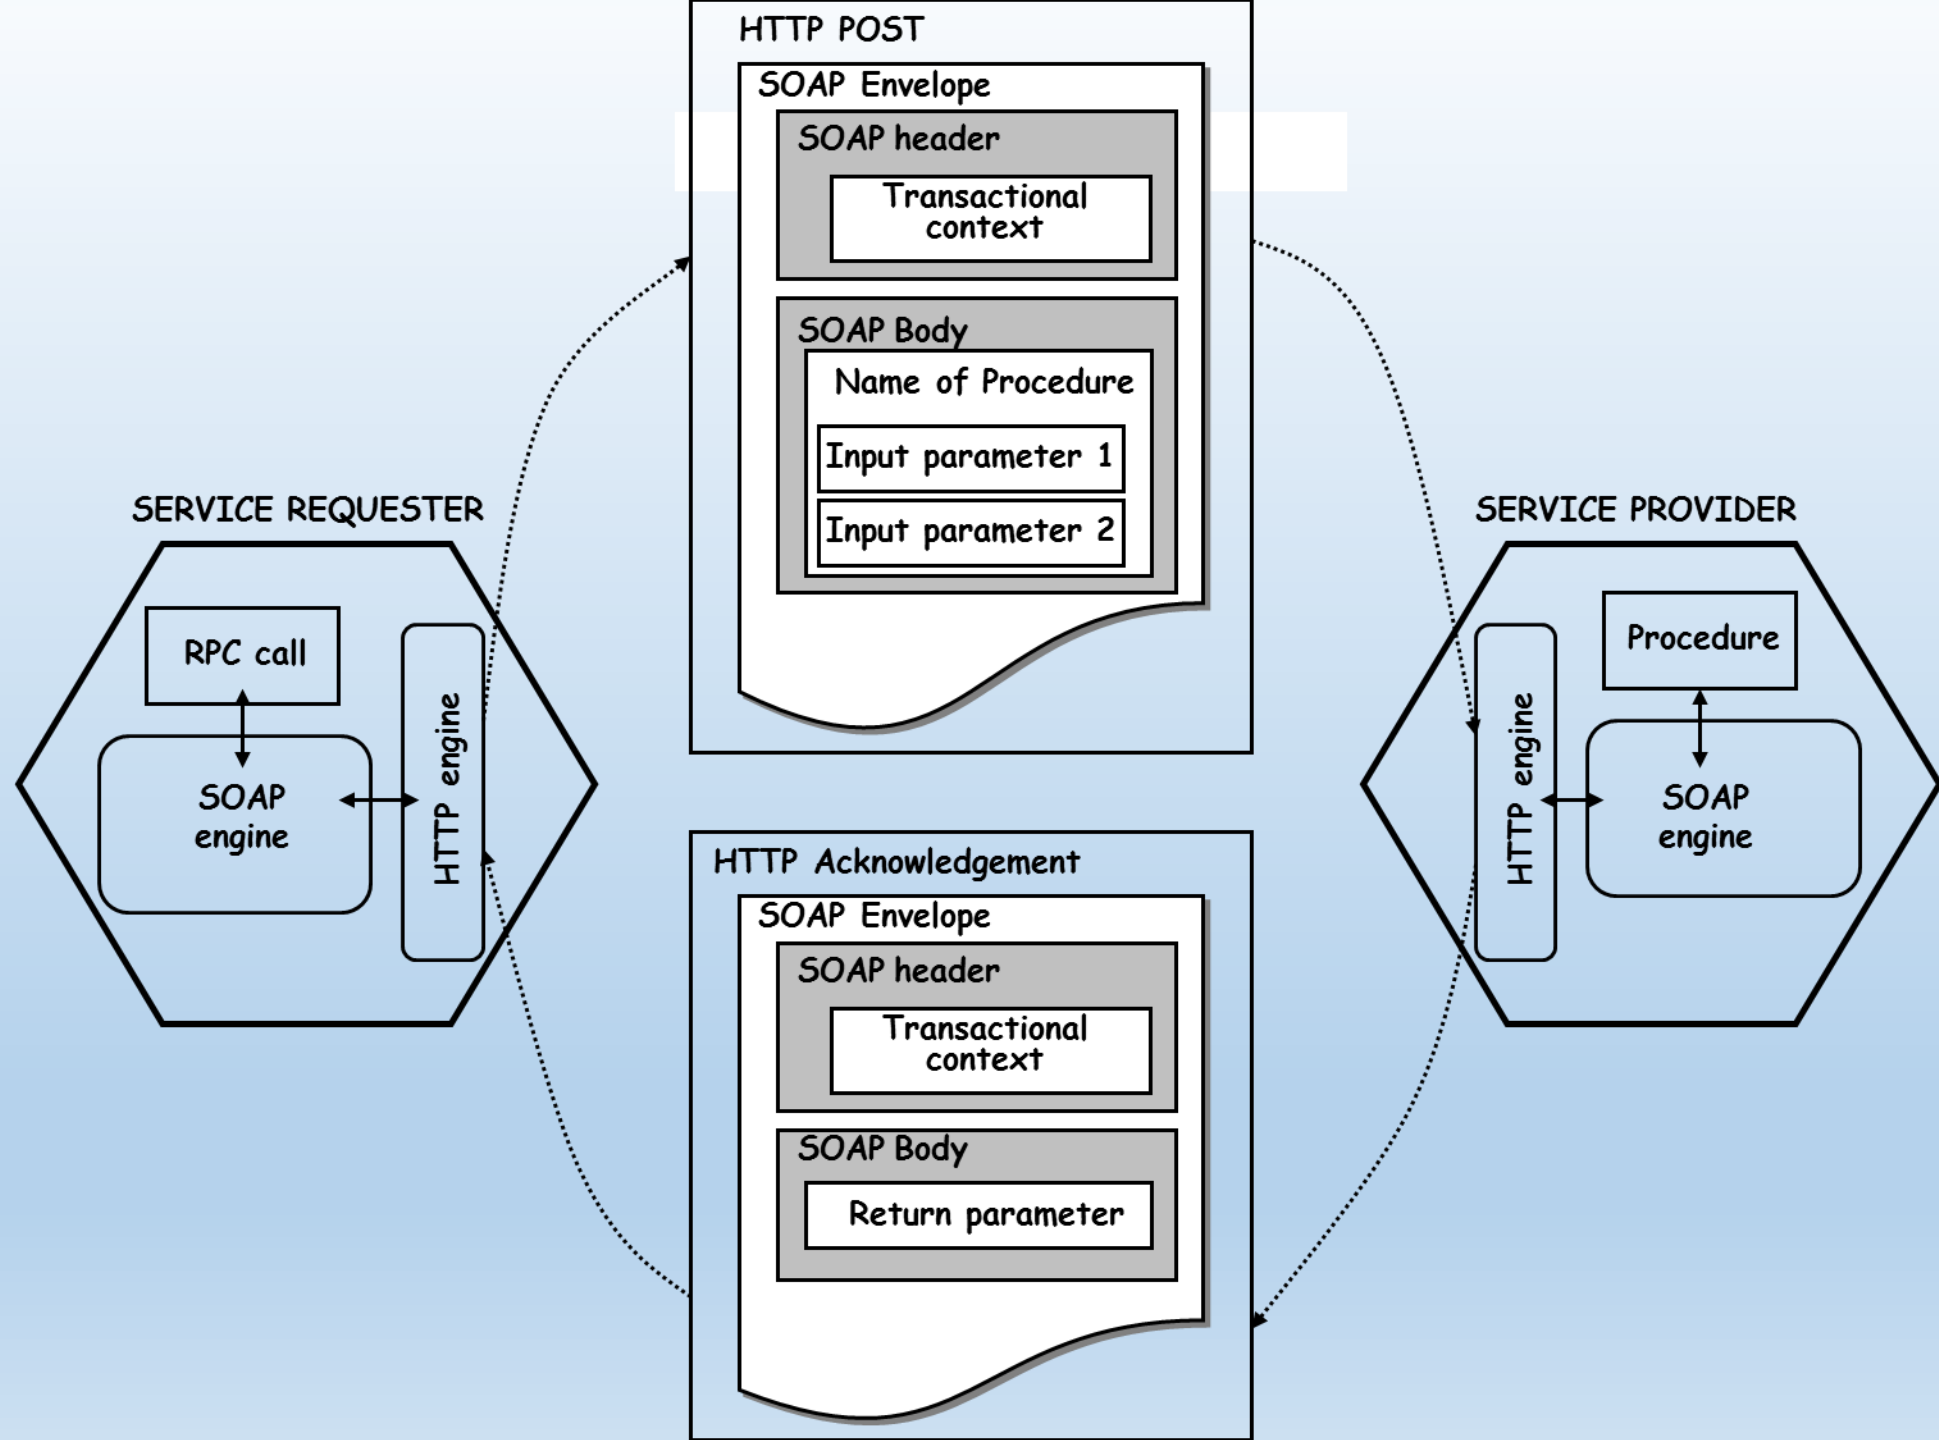 HTTP POST
SOAP Envelope
SOAP header
Transactional
context
SOAP Body
Name of Procedure
Input parameter 1
Input parameter 2
SERVICE REQUESTER
RPC call
SOAP
engine
HTTP engine
SERVICE PROVIDER
Procedure
HTTP engine
SOAP
engine
HTTP Acknowledgement
SOAP Envelope
SOAP header
Transactional
context
SOAP Body
Return parameter